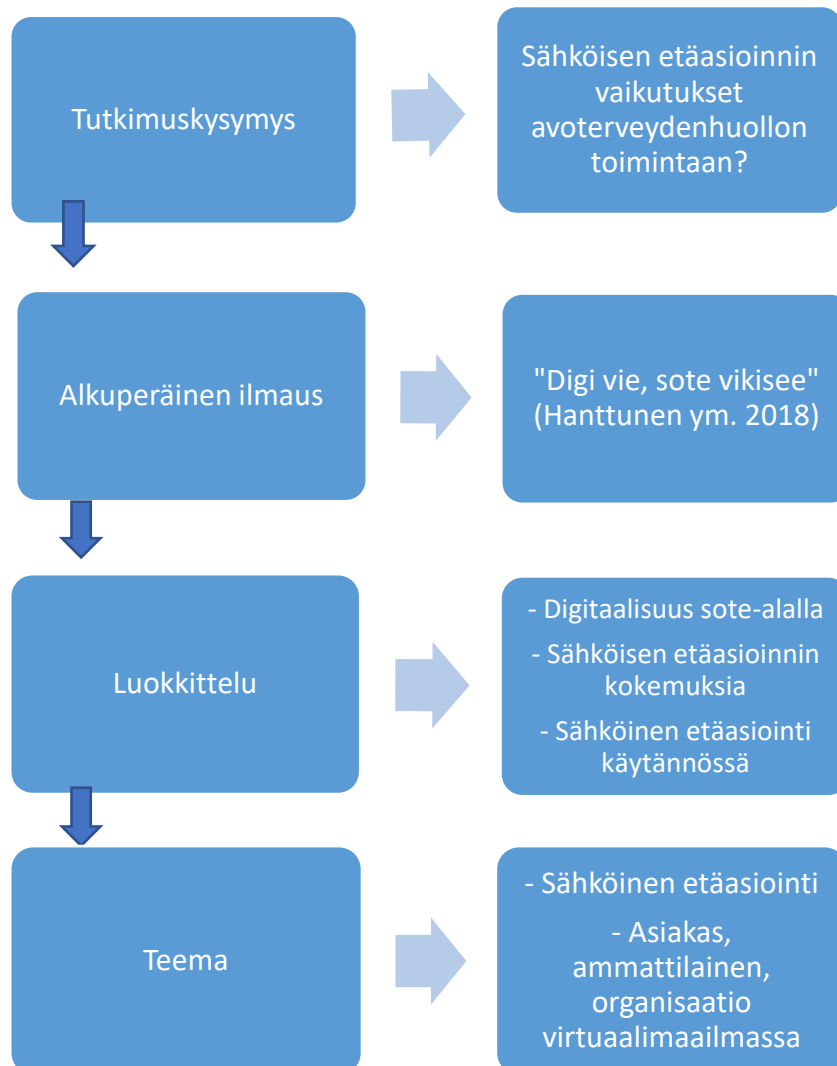 Tutkimuskysymys
Sähköisen etäasioinnin
vaikutukset
avoterveydenhuollon
toimintaan?
Alkuperäinen ilmaus
"Digi vie, sote vikisee"
(Hanttunen ym. 2018)
Luokkittelu
- Digitaalisuus sote-alalla
- Sähköisen etäasioinnin
kokemuksia
- Sähköinen etäasiointi
käytännössä
Teema
- Sähköinen etäasiointi
- Asiakas,
ammattilainen,
organisaatio
virtuaalimaailmassa